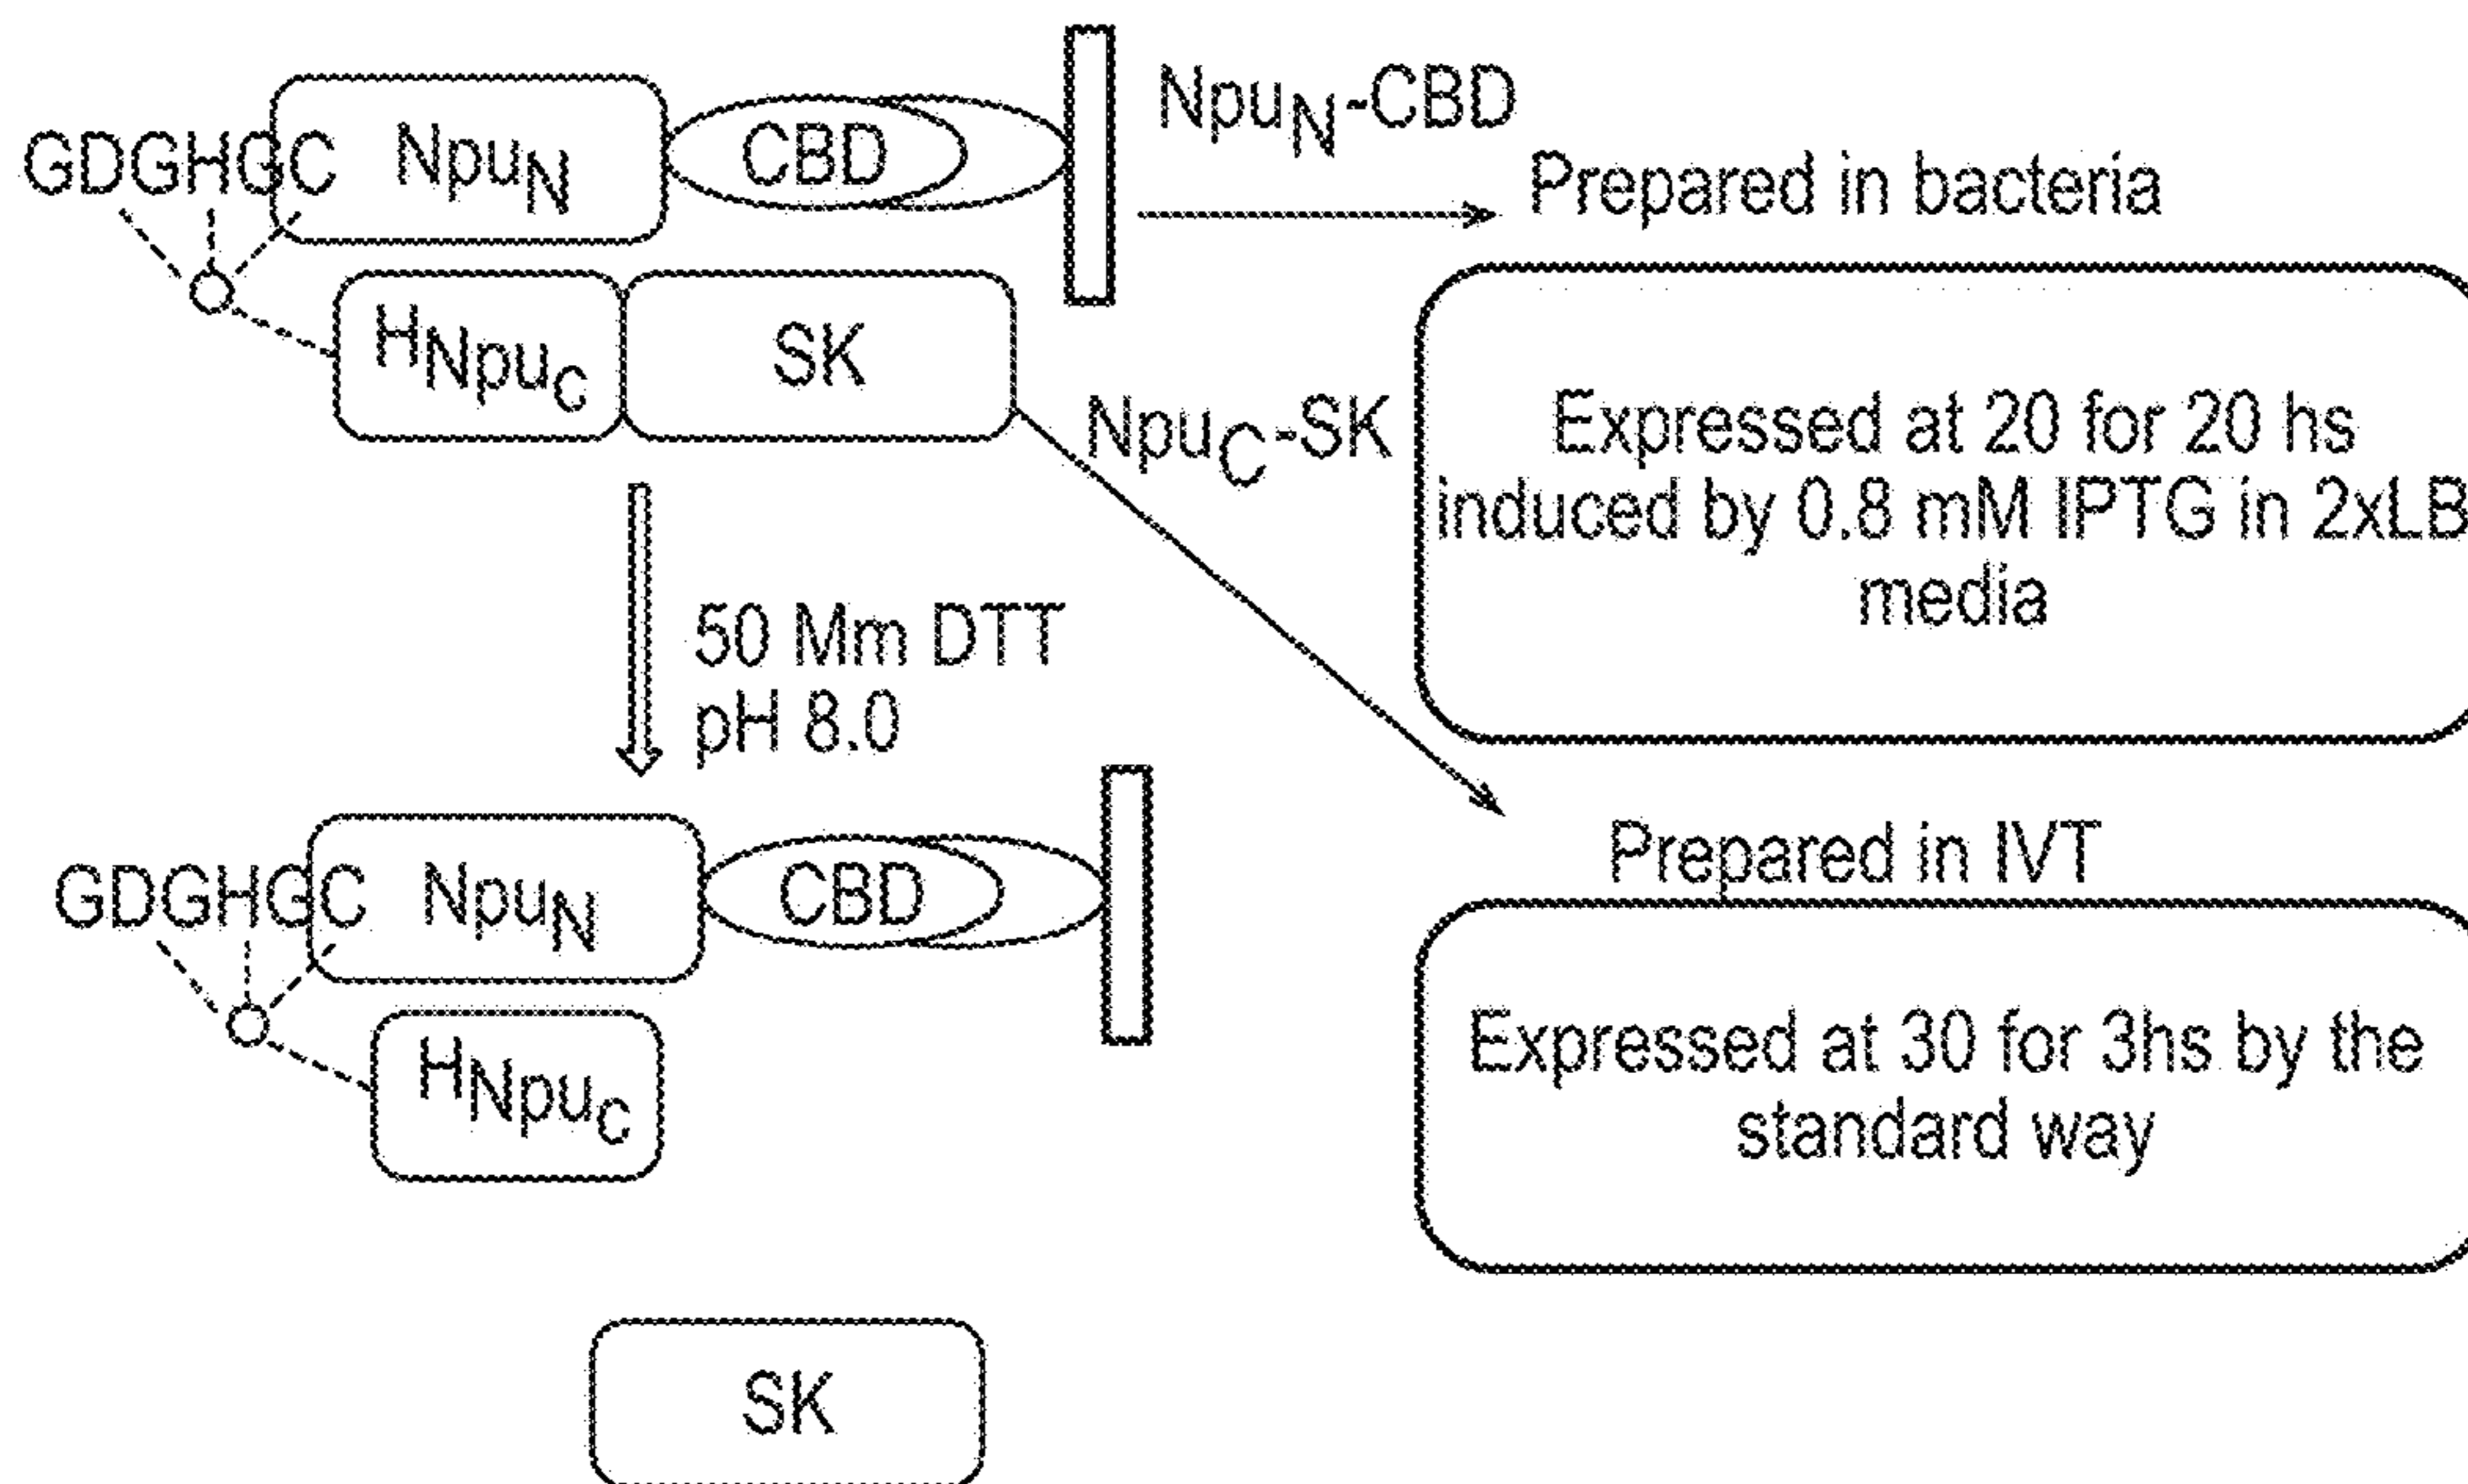 GDGHGC NpuN CBD
NpuN-CBD
Prepared in bacteria
HNpuC SK
NpuC-SK
Expressed at 20 for 20 hs
induced by 0.8 mM IPTG in 2xLB
media
50 Mm DTT
pH 8.0
Prepared in IVT
GDGHGC NpuN CBD
Expressed at 30 for 3hs by the
standard way
HNpuC
SK